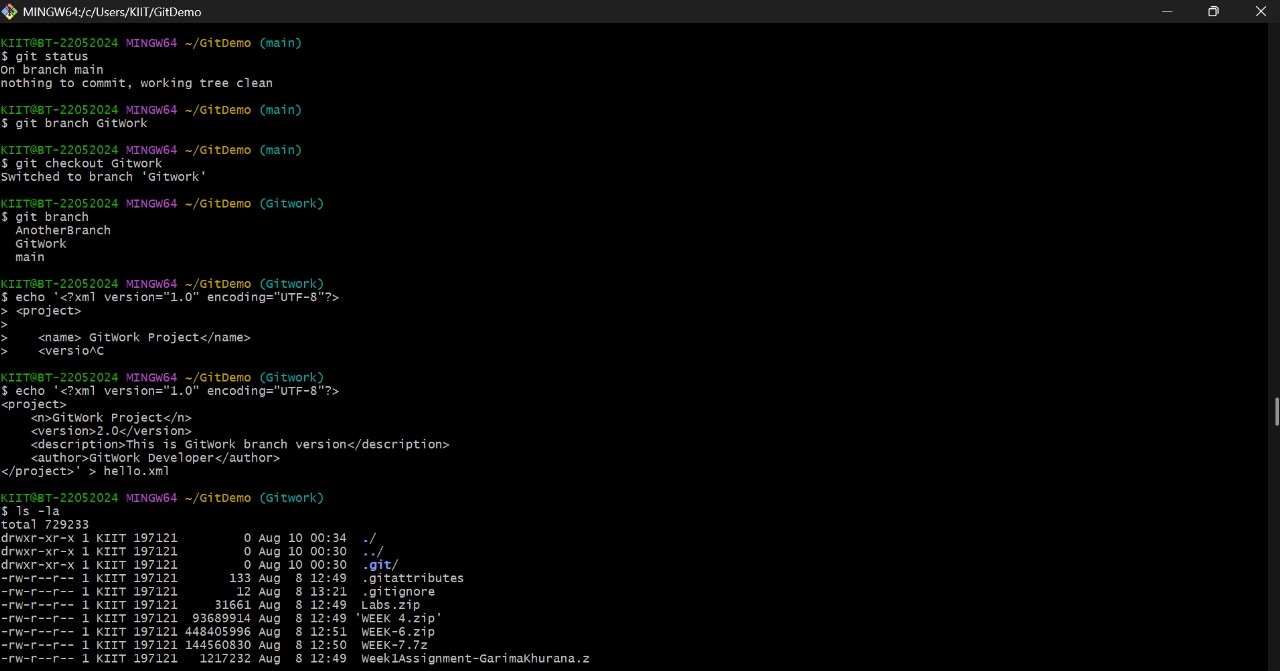 MINGW64:/c/Users/KIIT/GitDemo
KIIT@BT-22052024 MINGW64 ~/GitDemo (main)
$ git status
On branch main
nothing to commit, working tree clean
KIIT@BT-22052024 MINGW64 ~/GitDemo (main)
$ git branch GitWork
KIIT@BT-22052024 MINGW64 ~/GitDemo (main)
$ git checkout Gitwork
Switched to branch 'Gitwork'
KIIT@BT-22052024 MINGW64 ~/GitDemo (Gitwork)
$ git branch
  AnotherBranch
  GitWork
  main
KIIT@BT-22052024 MINGW64 ~/GitDemo (Gitwork)
$ echo '<?xml version="1.0" encoding="UTF-8"?>
> <project>
>
>    <name> GitWork Project</name>
>    <versio^C
KIIT@BT-22052024 MINGW64 ~/GitDemo (Gitwork)
$ echo '<?xml version="1.0" encoding="UTF-8"?>
<project>
    <n>GitWork Project</n>
    <version>2.0</version>
    <description>This is GitWork branch version</description>
    <author>GitWork Developer</author>
</project>' > hello.xml
KIIT@BT-22052024 MINGW64 ~/GitDemo (Gitwork)
$ ls -la
total 729233
drwxr-xr-x 1 KIIT 197121         0 Aug 10 00:34  ./
drwxr-xr-x 1 KIIT 197121         0 Aug 10 00:30  ../
drwxr-xr-x 1 KIIT 197121         0 Aug 10 00:30  .git/
-rw-r--r-- 1 KIIT 197121       133 Aug  8 12:49  .gitattributes
-rw-r--r-- 1 KIIT 197121        12 Aug  8 13:21  .gitignore
-rw-r--r-- 1 KIIT 197121     31661 Aug  8 12:49  Labs.zip
-rw-r--r-- 1 KIIT 197121  93689914 Aug  8 12:49 'WEEK 4.zip'
-rw-r--r-- 1 KIIT 197121 448405996 Aug  8 12:51  WEEK-6.zip
-rw-r--r-- 1 KIIT 197121 144560830 Aug  8 12:50  WEEK-7.7z
-rw-r--r-- 1 KIIT 197121   1217232 Aug  8 12:49  Week1Assignment-GarimaKhurana.z